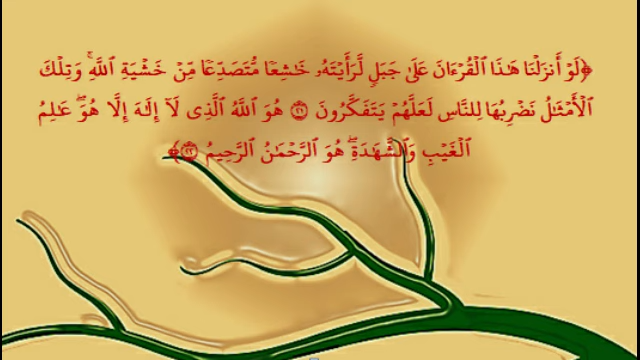 ﴿لَوۡ أَنزَلۡنَا هَٰذَا ٱلۡقُرۡءَانَ عَلَىٰ جَبَلٖ لَّرَأَيۡتَهُۥ خَٰشِعٗا مُّتَصَدِّعٗا مِّنۡ خَشۡيَةِ ٱللَّهِۚ وَتِلۡكَ
ٱلۡأَمۡثَٰلُ نَضۡرِبُهَا لِلنَّاسِ لَعَلَّهُمۡ يَتَفَكَّرُونَ ٢١ هُوَ ٱللَّهُ ٱلَّذِي لَآ إِلَٰهَ إِلَّا هُوَۖ عَٰلِمُ
ٱلۡغَيۡبِ وَٱلشَّهَٰدَةِۖ هُوَ ٱلرَّحۡمَٰنُ ٱلرَّحِيمُ ٢٢﴾